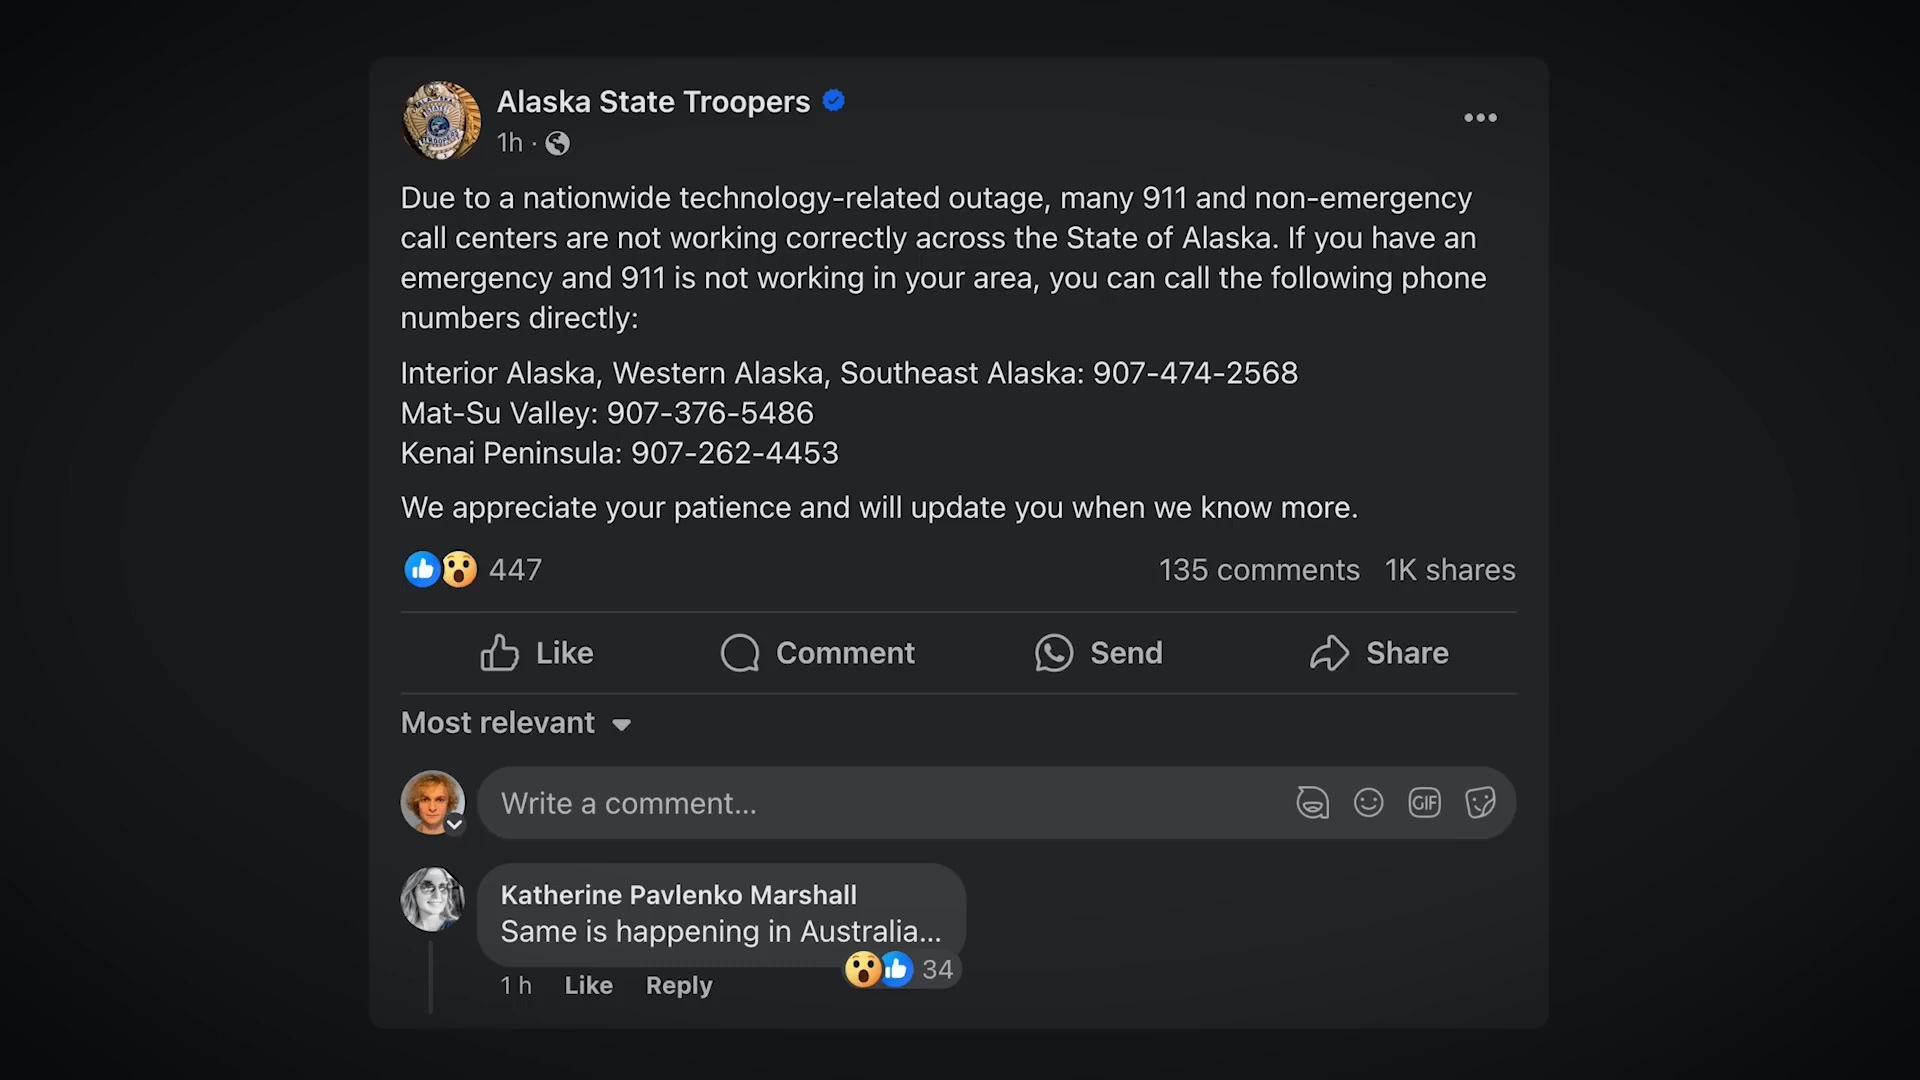 Alaska State Troopers
1h ·
Due to a nationwide technology-related outage, many 911 and non-emergency
call centers are not working correctly across the State of Alaska. If you have an
emergency and 911 is not working in your area, you can call the following phone
numbers directly:
Interior Alaska, Western Alaska, Southeast Alaska: 907-474-2568
Mat-Su Valley: 907-376-5486
Kenai Peninsula: 907-262-4453
We appreciate your patience and will update you when we know more.
447 135 comments 1K shares
Like Comment Send Share
Most relevant
Write a comment... GIF
Katherine Pavlenko Marshall
Same is happening in Australia...
34
1 h Like Reply